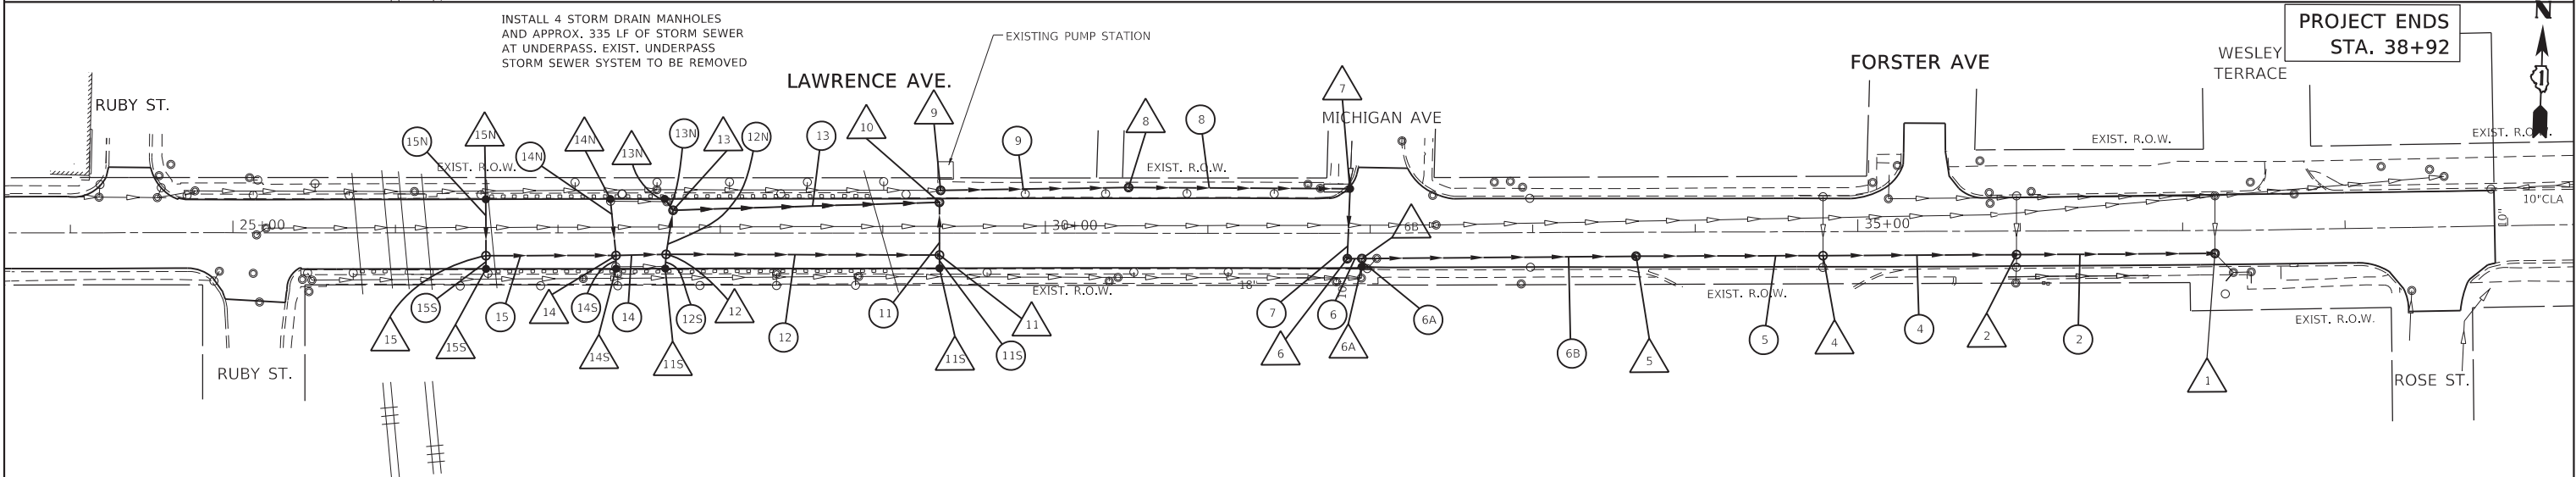 INSTALL 4 STORM DRAIN MANHOLES
AND APPROX. 335 LF OF STORM SEWER
AT UNDERPASS. EXIST. UNDERPASS
STORM SEWER SYSTEM TO BE REMOVED
EXISTING PUMP STATION
PROJECT ENDS
STA. 38+92
N
1
LAWRENCE AVE.
FORSTER AVE
WESLEY
TERRACE
RUBY ST.
MICHIGAN AVE
15N
15N
14N
14N
13N
13N
13
12N
13
10
9
9
8
8
7
EXIST. R.O.W.
EXIST. R.O.W.
EXIST. R.O.W.
EXIST. R.O.W.
10"CLA
10"
25+00
30+00
35+00
6B
18"
10"
EXIST. R.O.W.
EXIST. R.O.W.
EXIST. R.O.W.
15
15S
15S
15
14
14S
14S
14
11S
12S
12
12
11
11S
11S
11
7
6
6
6A
6A
6B
5
5
4
4
2
2
1
RUBY ST.
ROSE ST.